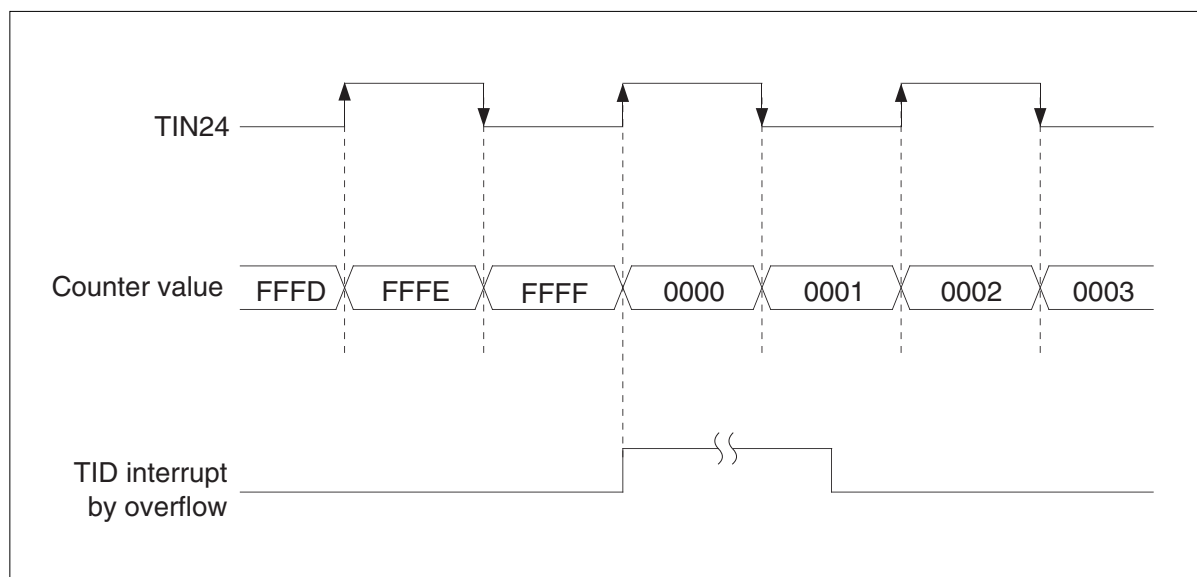 TIN24
Counter value
FFFD FFFE FFFF 0000 0001 0002 0003
TID interrupt
by overflow